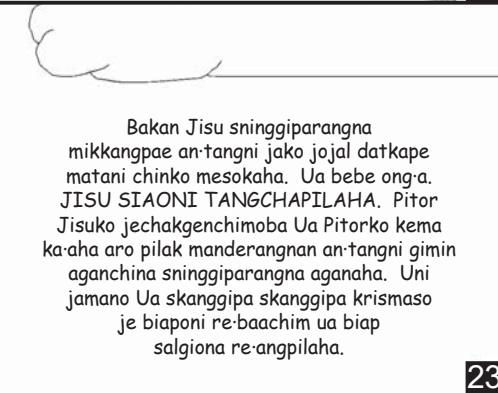 Bakan Jisu sninggiparangna
mikkangpae an·tangni jako jojal datkape
matani chinko mesokaha. Ua bebe ong·a.
JISU SIAONI TANGCHAPILAHA. Pitor
Jisuko jechakgenchimoba Ua Pitorko kema
ka·aha aro pilak manderangnan an·tangni gimin
aganchina sninggiparangna aganaha. Uni
jamano Ua skanggipa skanggipa krismaso
je biaponi re·baachim ua biap
salgiona re·angpilaha.
23